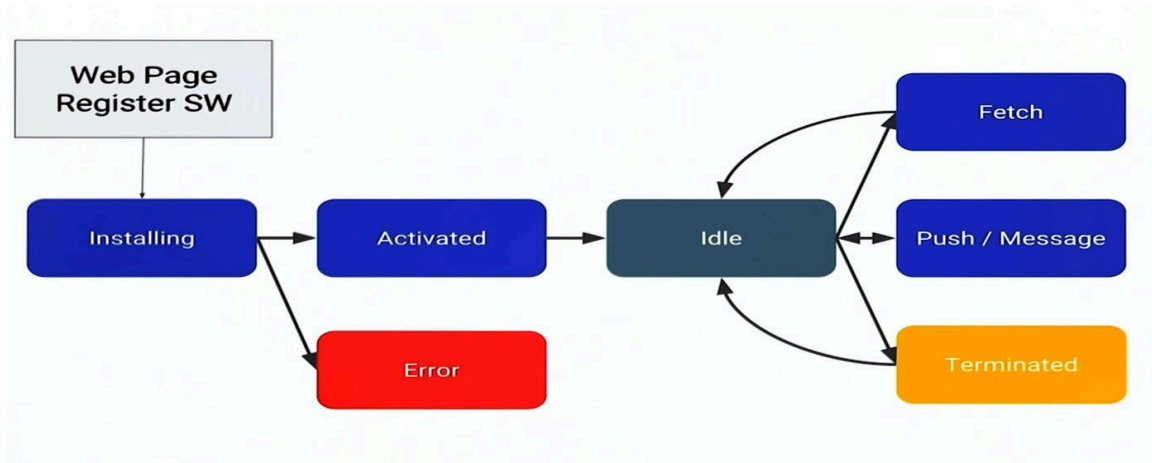 Web Page
Register SW
Installing
Activated
Error
Idle
Fetch
Push / Message
Terminated